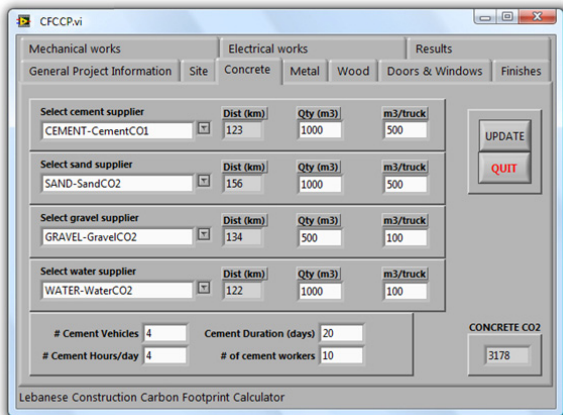 CFCCP.vi
Mechanical works Electrical works Results
General Project Information Site Concrete Metal Wood Doors & Windows Finishes
Select cement supplier Dist (km) Qty (m3) m3/truck
CEMENT-CementCO1 123 1000 500
UPDATE
Select sand supplier Dist (km) Qty (m3) m3/truck
SAND-SandCO2 156 1000 500
QUIT
Select gravel supplier Dist (km) Qty (m3) m3/truck
GRAVEL-GravelCO2 134 500 100
Select water supplier Dist (km) Qty (m3) m3/truck
WATER-WaterCO2 122 1000 100
# Cement Vehicles 4 Cement Duration (days) 20
# Cement Hours/day 4 # of cement workers 10
CONCRETE CO2
3178
Lebanese Construction Carbon Footprint Calculator